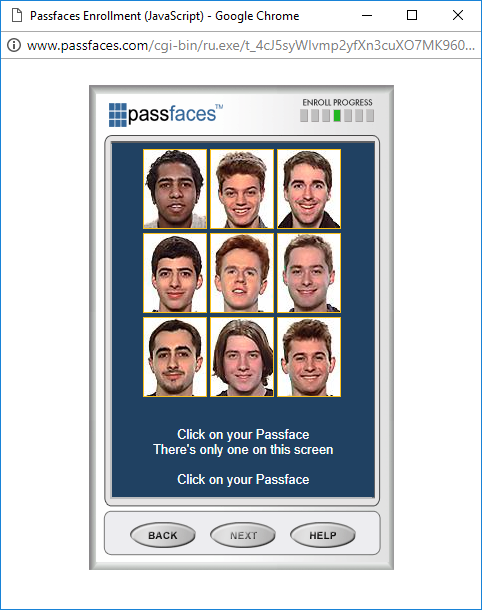 Passfaces Enrollment (JavaScript) - Google Chrome
www.passfaces.com/cgi-bin/ru.exe/t_4cJ5syWlvmp2yfXn3cuXO7MK960...
passfaces™
ENROLL PROGRESS
Click on your Passface
There's only one on this screen
Click on your Passface
BACK NEXT HELP